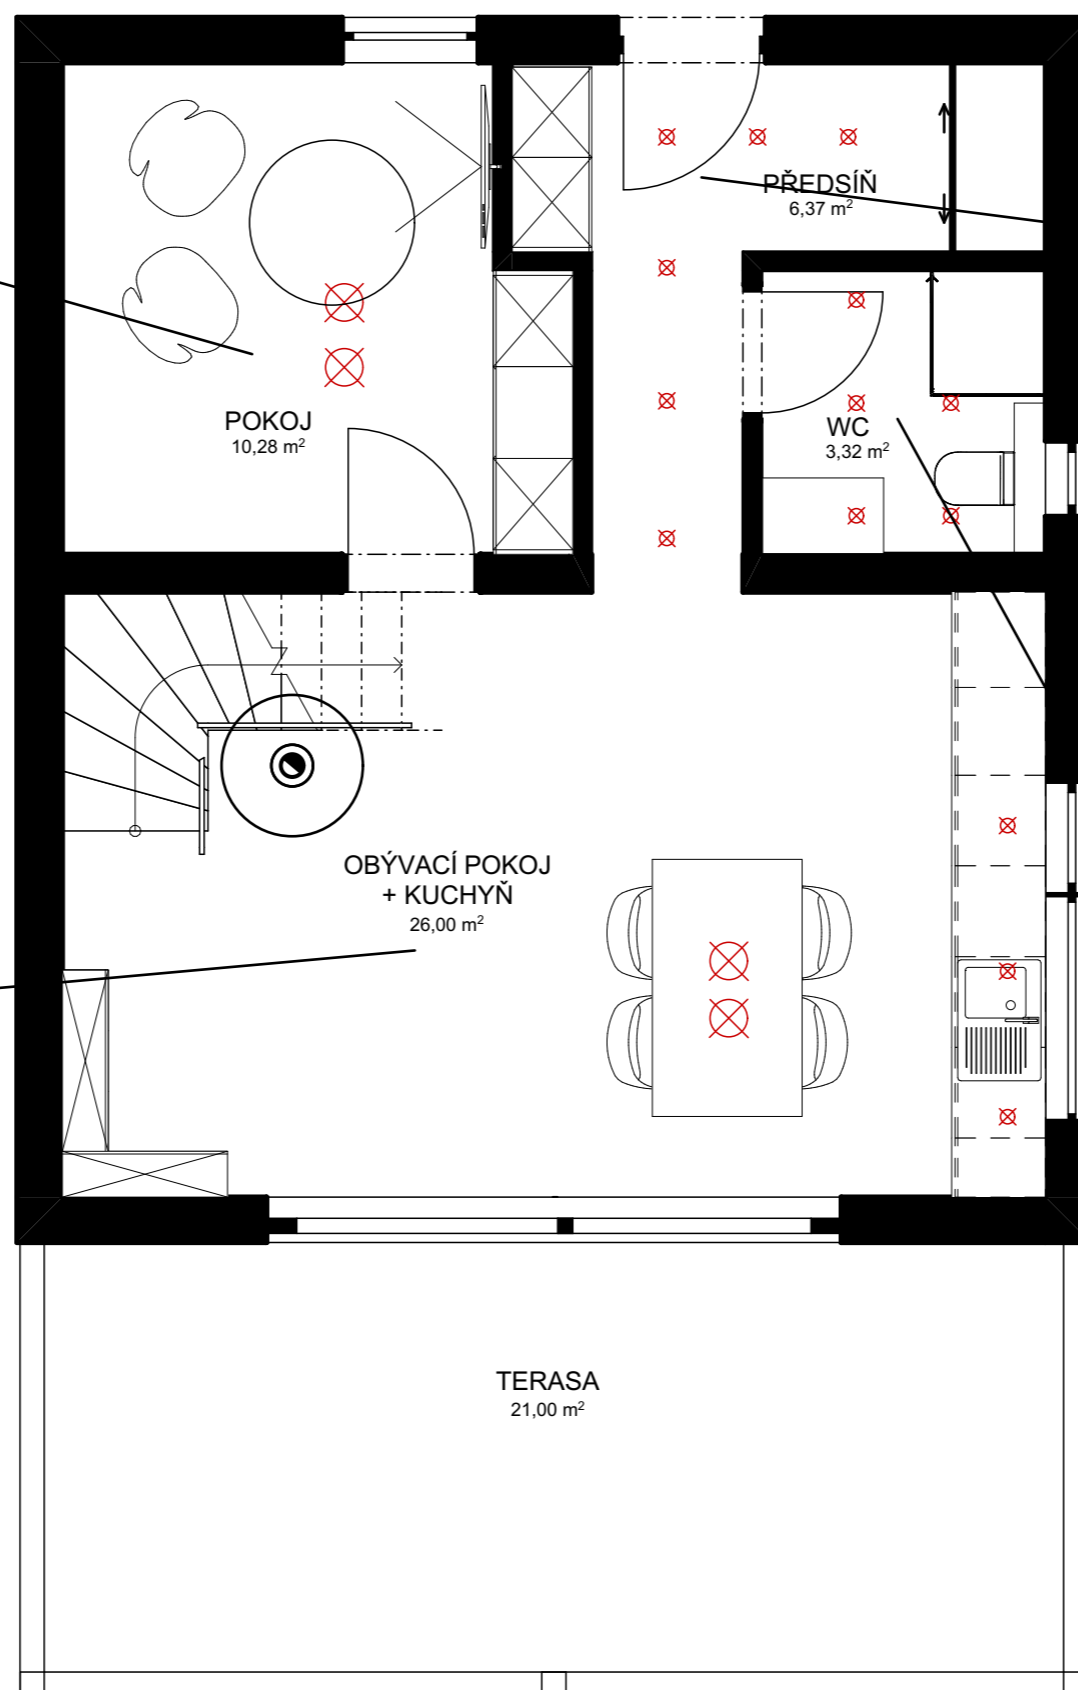 PŘEDSÍŇ
6,37 m²
POKOJ
10,28 m²
WC
3,32 m²
OBÝVACÍ POKOJ
+ KUCHYŇ
26,00 m²
TERASA
21,00 m²